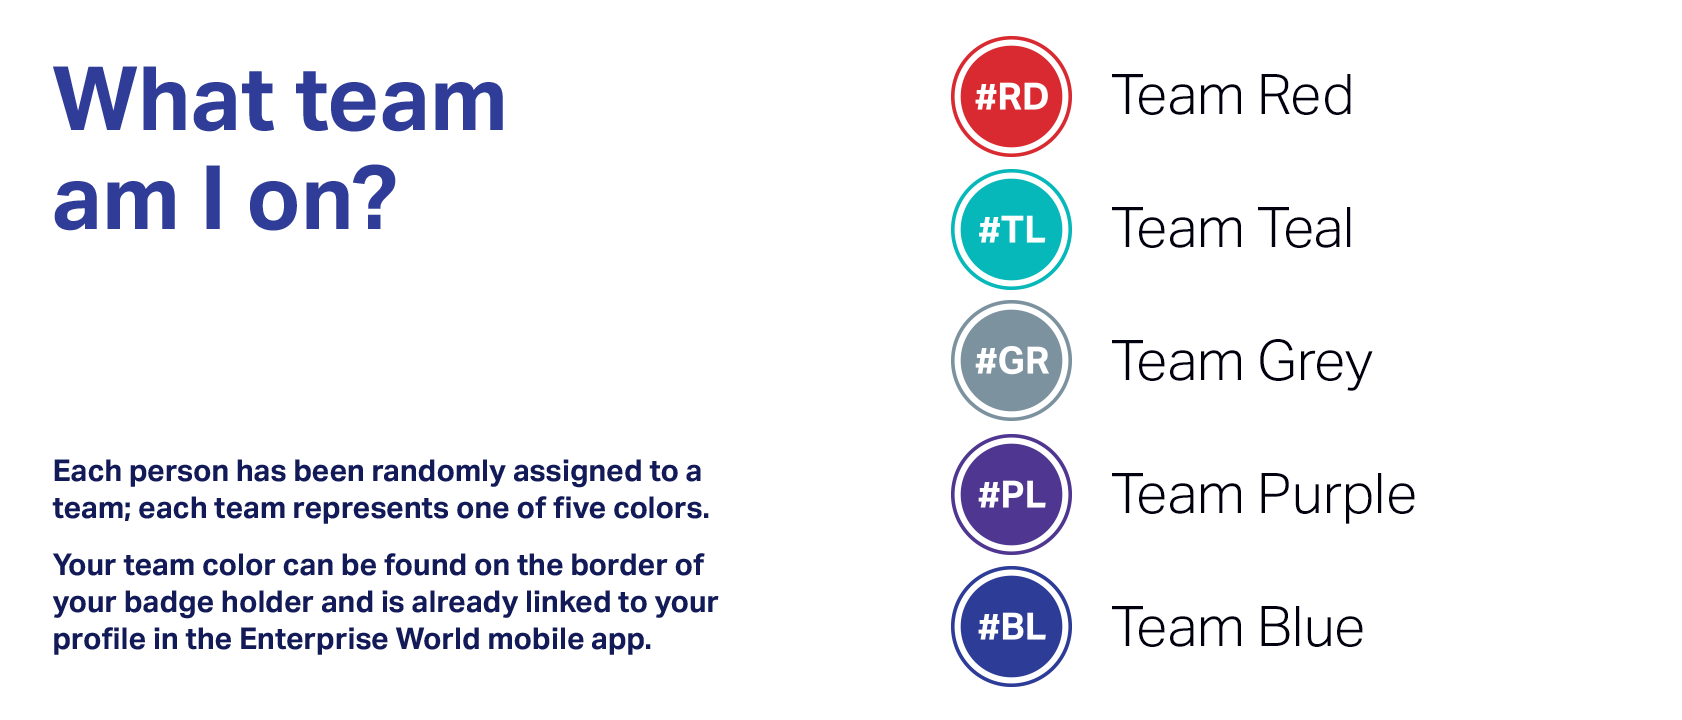 What team
am I on?
Each person has been randomly assigned to a
team; each team represents one of five colors.
Your team color can be found on the border of
your badge holder and is already linked to your
profile in the Enterprise World mobile app.
#RD Team Red
#TL Team Teal
#GR Team Grey
#PL Team Purple
#BL Team Blue